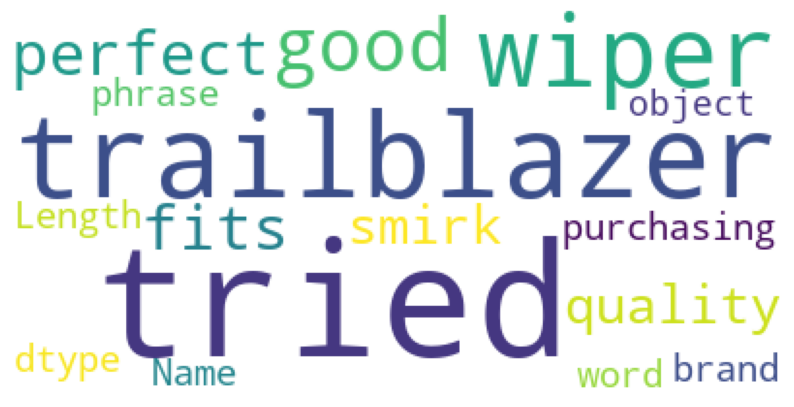 perfect good wiper
phrase object
trailblazer
Length fits smirk purchasing
tried
quality
dtype Name word brand